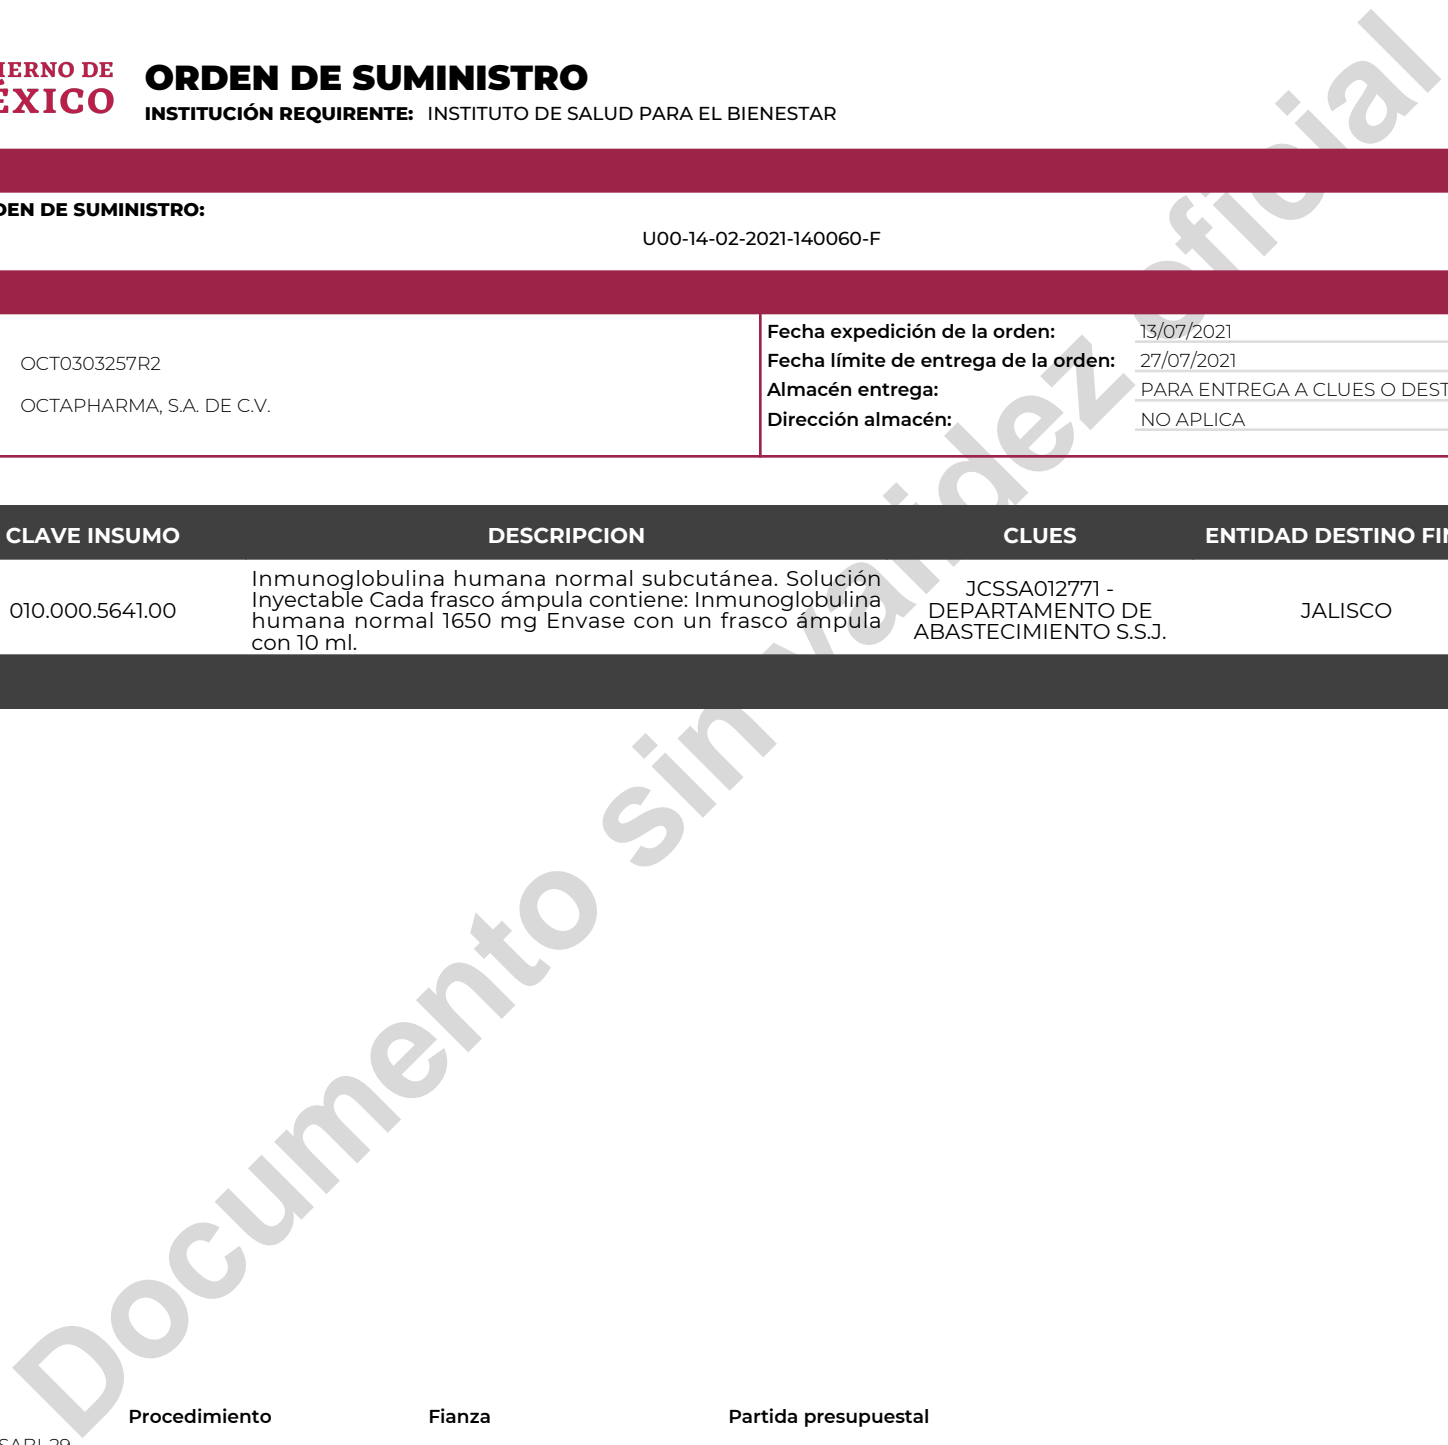 IERNO DE
ÉXICO
ORDEN DE SUMINISTRO
INSTITUCIÓN REQUIRENTE: INSTITUTO DE SALUD PARA EL BIENESTAR
DEN DE SUMINISTRO:
U00-14-02-2021-140060-F
OCT0303257R2
OCTAPHARMA, S.A. DE C.V.
Fecha expedición de la orden: 13/07/2021
Fecha límite de entrega de la orden: 27/07/2021
Almacén entrega: PARA ENTREGA A CLUES O DEST
Dirección almacén: NO APLICA
CLAVE INSUMO DESCRIPCION CLUES ENTIDAD DESTINO FIN
010.000.5641.00
Inmunoglobulina humana normal subcutánea. Solución
Inyectable Cada frasco ámpula contiene: Inmunoglobulina
humana normal 1650 mg Envase con un frasco ámpula
con 10 ml.
JCSSA012771 -
DEPARTAMENTO DE
ABASTECIMIENTO S.S.J.
JALISCO
Documento sin validez oficial
Procedimiento Fianza Partida presupuestal
SABI-29